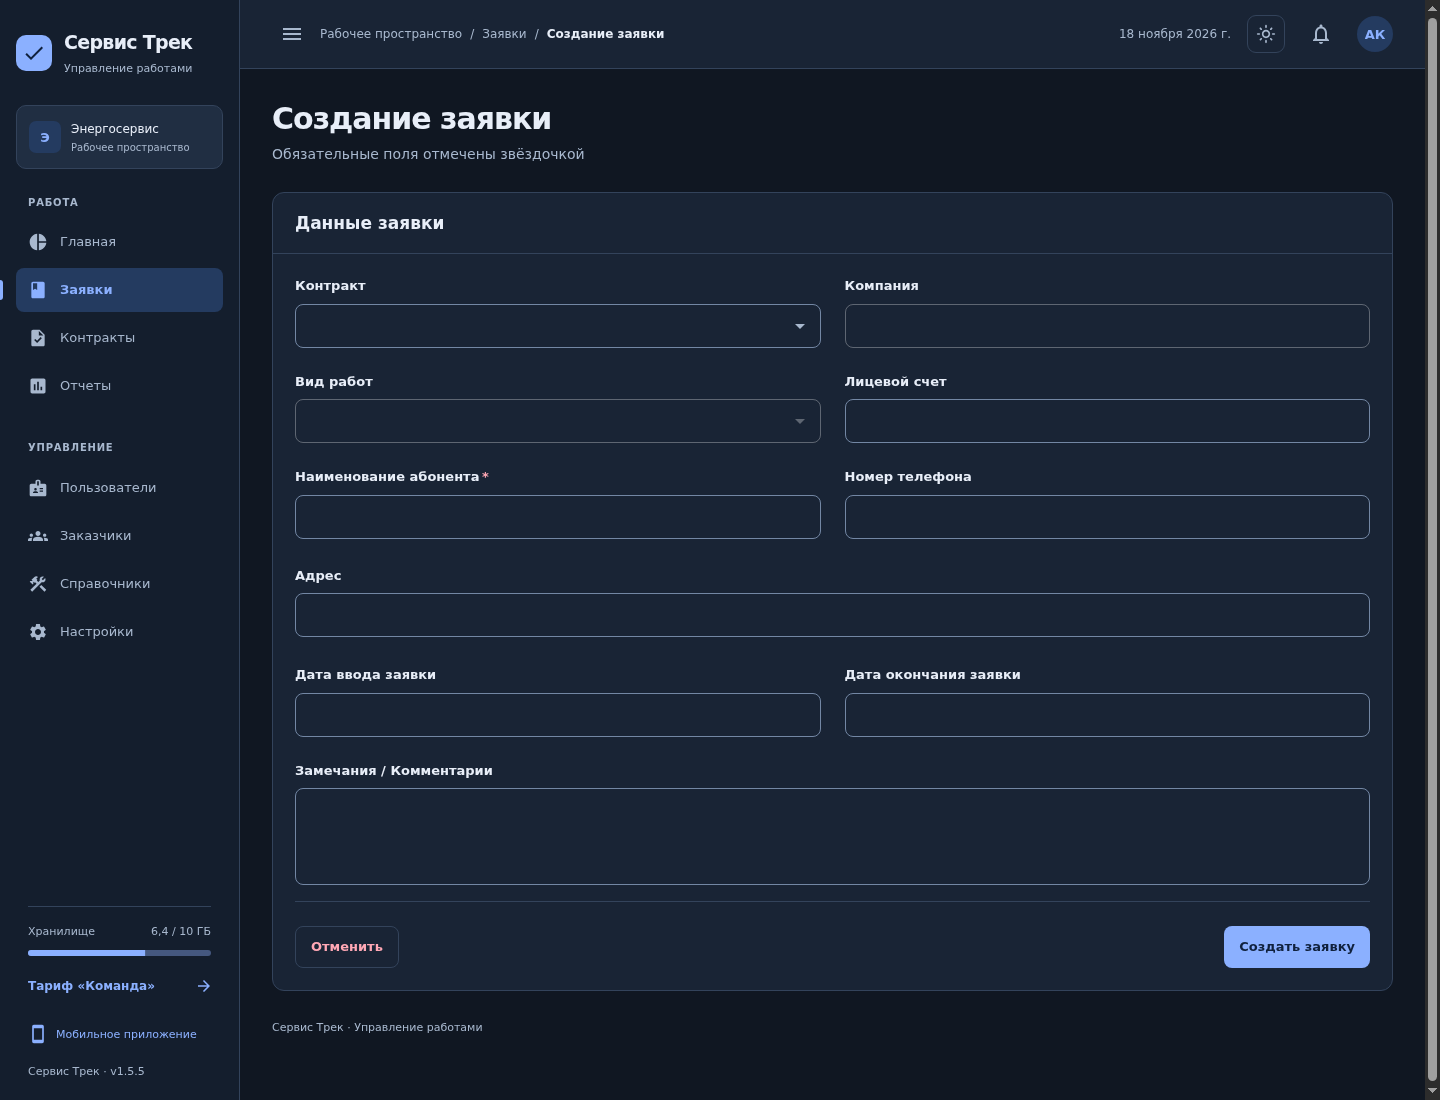 Сервис Трек
Управление работами
Э
Энергосервис
Рабочее пространство
РАБОТА
Главная
Заявки
Контракты
Отчеты
УПРАВЛЕНИЕ
Пользователи
Заказчики
Справочники
Настройки
Хранилище 6,4 / 10 ГБ
Тариф «Команда»
Мобильное приложение
Сервис Трек · v1.5.5
Рабочее пространство / Заявки / Создание заявки
18 ноября 2026 г.
АК
Создание заявки
Обязательные поля отмечены звёздочкой
Данные заявки
Контракт
Компания
Вид работ
Лицевой счет
Наименование абонента *
Номер телефона
Адрес
Дата ввода заявки
Дата окончания заявки
Замечания / Комментарии
Отменить
Создать заявку
Сервис Трек · Управление работами